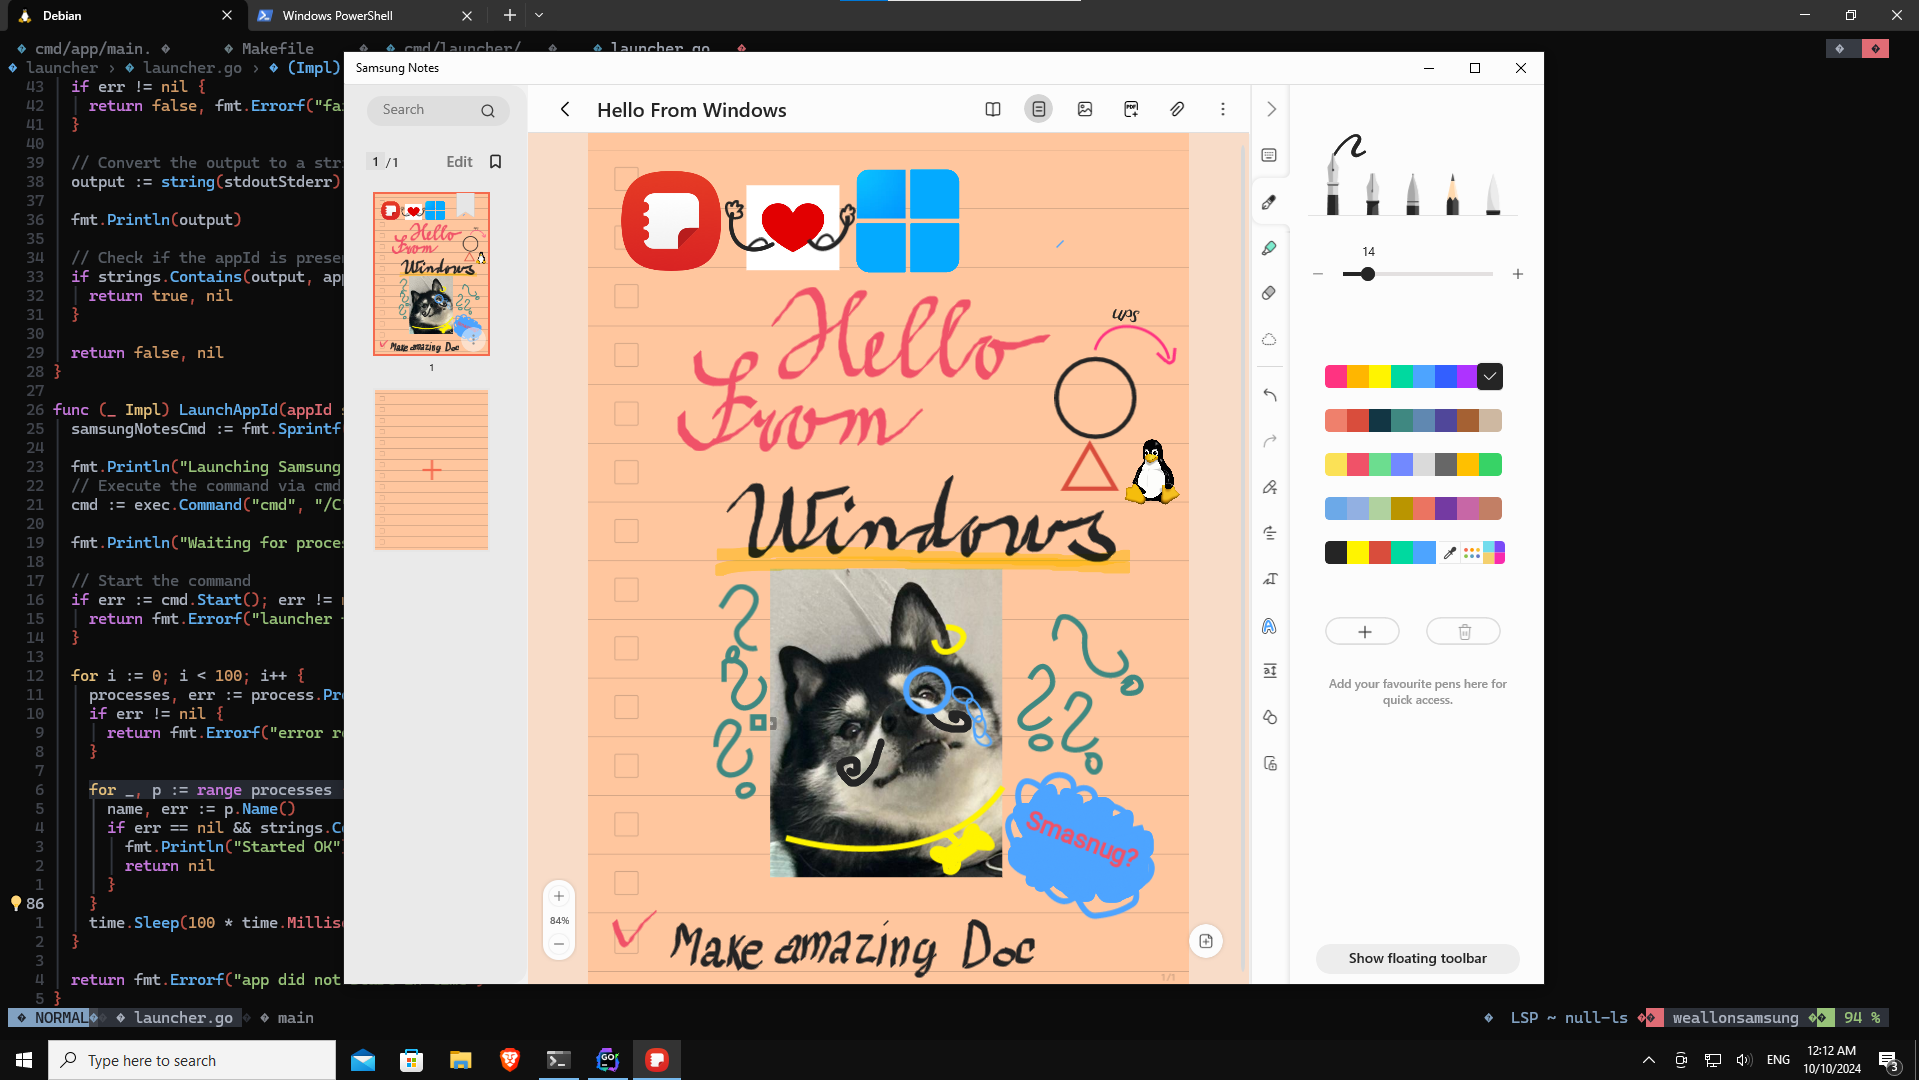 Debian
Windows PowerShell
cmd/app/main.
Makefile
cmd/launcher/
launcher.go
launcher › launcher.go › (Impl)
43 if err != nil {
42 return false, fmt.Errorf("fa
41 }
40
39 // Convert the output to a str
38 output := string(stdoutStderr)
37
36 fmt.Println(output)
35
34 // Check if the appId is prese
33 if strings.Contains(output, ap
32 return true, nil
31 }
30
29 return false, nil
28 }
27
26 func (_ Impl) LaunchAppId(appId s
25 samsungNotesCmd := fmt.Sprintf
24
23 fmt.Println("Launching Samsung
22 // Execute the command via cmd
21 cmd := exec.Command("cmd", "/C"
20
19 fmt.Println("Waiting for proces
18
17 // Start the command
16 if err := cmd.Start(); err !=
15 return fmt.Errorf("launcher
14 }
13
12 for i := 0; i < 100; i++ {
11 processes, err := process.Pr
10 if err != nil {
9 return fmt.Errorf("error r
8 }
7
6 for _, p := range processes
5 name, err := p.Name()
4 if err == nil && strings.Co
3 fmt.Println("Started OK"
2 return nil
1 }
86 }
1 time.Sleep(100 * time.Millis
2 }
3
4 return fmt.Errorf("app did not
5 }
NORMAL launcher.go main
LSP ~ null-ls weallonsamsung 94 %
Samsung Notes
Search
1 /1 Edit
Hello
From
Windows
Make amazing Doc
1
Hello From Windows
PDF
Hello
From
ups
Windows
Smasnug?
Make amazing Doc
1/1
84%
14
Add your favourite pens here for
quick access.
Show floating toolbar
Type here to search
GO
ENG
12:12 AM
10/10/2024
3